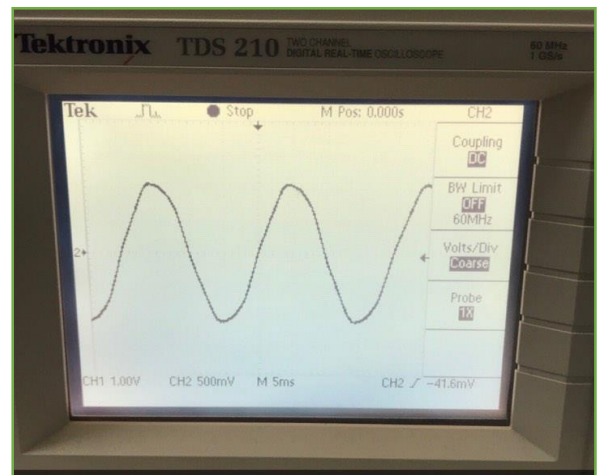 Tektronix TDS 210 TWO CHANNEL DIGITAL REAL-TIME OSCILLOSCOPE
60 MHz
1 GS/s
Tek Stop M Pos: 0.000s CH2
Coupling
DC
BW Limit
OFF
60MHz
2
Volts/Div
Coarse
Probe
1X
CH1 1.00V CH2 500mV M 5ms CH2 -41.6mV